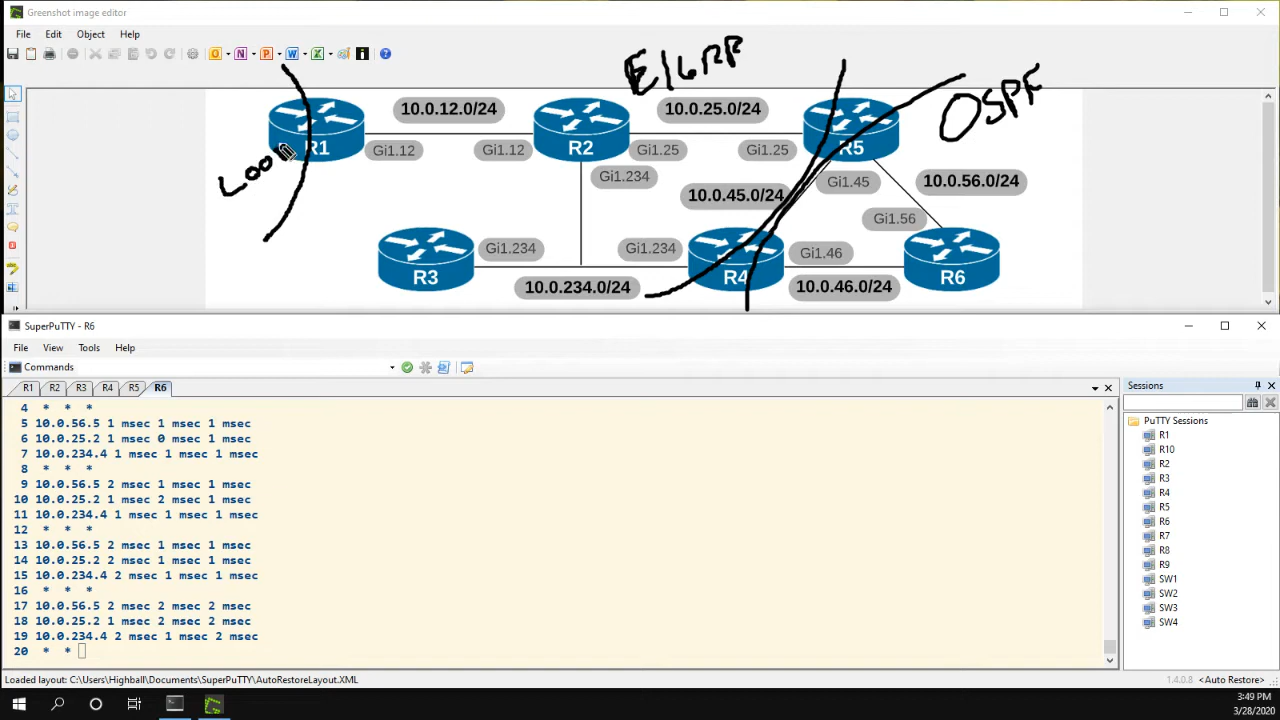 Greenshot image editor
File Edit Object Help
EIGRP
OSPF
LOO
10.0.12.0/24
10.0.25.0/24
R1
R2
R5
Gi1.12
Gi1.12
Gi1.25
Gi1.25
Gi1.234
10.0.45.0/24
Gi1.45
10.0.56.0/24
Gi1.56
R3
Gi1.234
Gi1.234
R4
Gi1.46
R6
10.0.234.0/24
10.0.46.0/24
SuperPuTTY - R6
File View Tools Help
Commands
R1 R2 R3 R4 R5 R6
4 * * *
5 10.0.56.5 1 msec 1 msec 1 msec
6 10.0.25.2 1 msec 0 msec 1 msec
7 10.0.234.4 1 msec 1 msec 1 msec
8 * * *
9 10.0.56.5 2 msec 1 msec 1 msec
10 10.0.25.2 1 msec 2 msec 1 msec
11 10.0.234.4 1 msec 1 msec 1 msec
12 * * *
13 10.0.56.5 2 msec 1 msec 1 msec
14 10.0.25.2 2 msec 1 msec 1 msec
15 10.0.234.4 2 msec 1 msec 1 msec
16 * * *
17 10.0.56.5 2 msec 2 msec 2 msec
18 10.0.25.2 1 msec 2 msec 2 msec
19 10.0.234.4 2 msec 1 msec 2 msec
20 * *
Sessions
PuTTY Sessions
R1
R10
R2
R3
R4
R5
R6
R7
R8
R9
SW1
SW2
SW3
SW4
Loaded layout: C:\Users\Highball\Documents\SuperPuTTY\AutoRestoreLayout.XML
1.4.0.8 <Auto Restore>
3:49 PM
3/28/2020